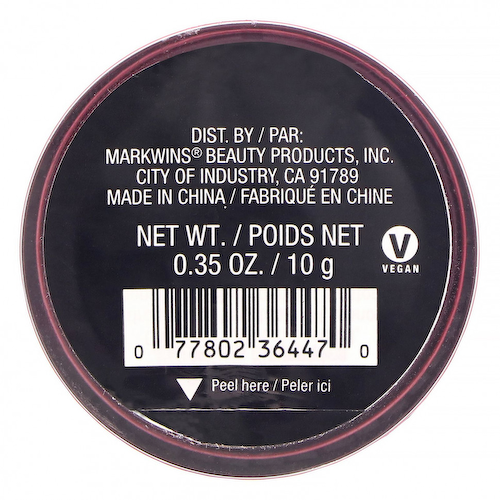 DIST. BY / PAR:
MARKWINS® BEAUTY PRODUCTS, INC.
CITY OF INDUSTRY, CA 91789
MADE IN CHINA / FABRIQUÉ EN CHINE
NET WT. / POIDS NET
0.35 OZ. / 10 g
V
VEGAN
0 77802 36447 0
Peel here / Peler ici